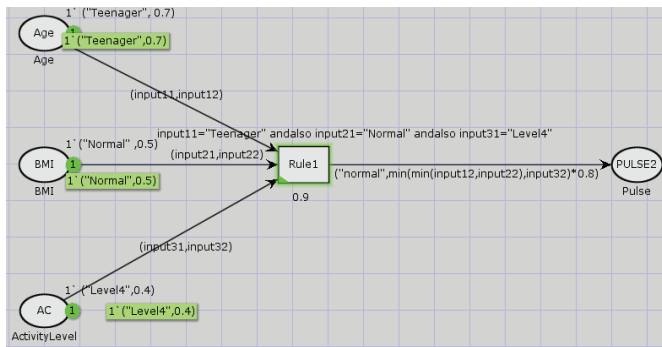 1` ("Teenager", 0.7)
Age
1
1`("Teenager",0.7)
Age
(input11,input12)
input11="Teenager" andalso input21="Normal" andalso input31="Level4"
1`("Normal" ,0.5)
(input21,input22)
BMI
1
Rule1
PULSE2
1`("Normal",0.5)
("normal",min(min(input12,input22),input32)*0.8)
BMI
Pulse
0.9
(input31,input32)
1` ("Level4",0.4)
AC
1
1`("Level4",0.4)
ActivityLevel